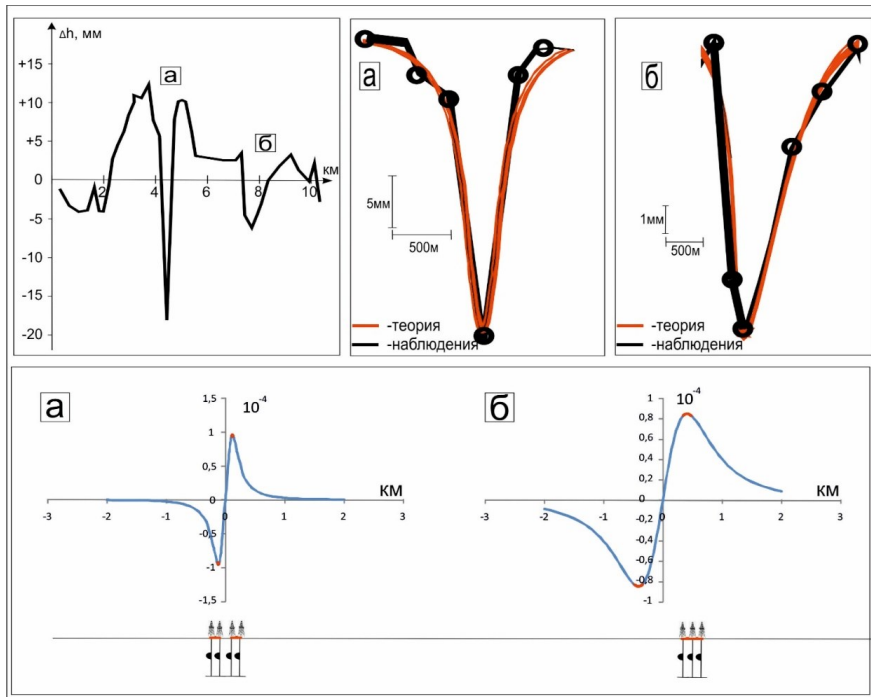 Δh, мм
+15
+10
+5
0
-5
-10
-15
-20
2
4
6
8
10
км
а
б
а
5мм
500м
-теория
-наблюдения
б
1мм
500м
-теория
-наблюдения
а
1,5
10⁻⁴
1
0,5
0
-0,5
-1
-1,5
-3
-2
-1
0
1
2
3
км
б
1
10⁻⁴
0,8
0,6
0,4
0,2
0
-0,2
-0,4
-0,6
-0,8
-1
-3
-2
-1
0
1
2
3
км